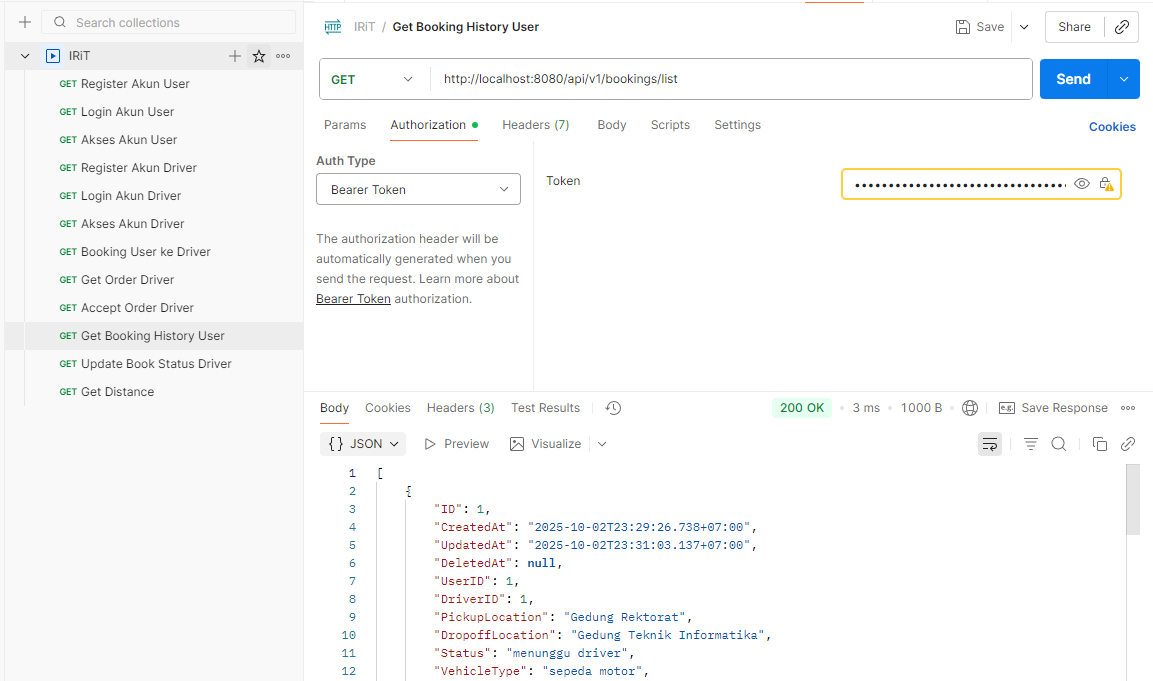 Search collections
IRiT
GET Register Akun User
GET Login Akun User
GET Akses Akun User
GET Register Akun Driver
GET Login Akun Driver
GET Akses Akun Driver
GET Booking User ke Driver
GET Get Order Driver
GET Accept Order Driver
GET Get Booking History User
GET Update Book Status Driver
GET Get Distance
HTTP IRiT / Get Booking History User
Save
Share
GET http://localhost:8080/api/v1/bookings/list
Send
Params Authorization Headers (7) Body Scripts Settings
Cookies
Auth Type
Bearer Token
Token
The authorization header will be
automatically generated when you
send the request. Learn more about
Bearer Token authorization.
Body Cookies Headers (3) Test Results
200 OK • 3 ms • 1000 B •
e.g. Save Response
{} JSON Preview Visualize
1 [
2 {
3 "ID": 1,
4 "CreatedAt": "2025-10-02T23:29:26.738+07:00",
5 "UpdatedAt": "2025-10-02T23:31:03.137+07:00",
6 "DeletedAt": null,
7 "UserID": 1,
8 "DriverID": 1,
9 "PickupLocation": "Gedung Rektorat",
10 "DropoffLocation": "Gedung Teknik Informatika",
11 "Status": "menunggu driver",
12 "VehicleType": "sepeda motor",